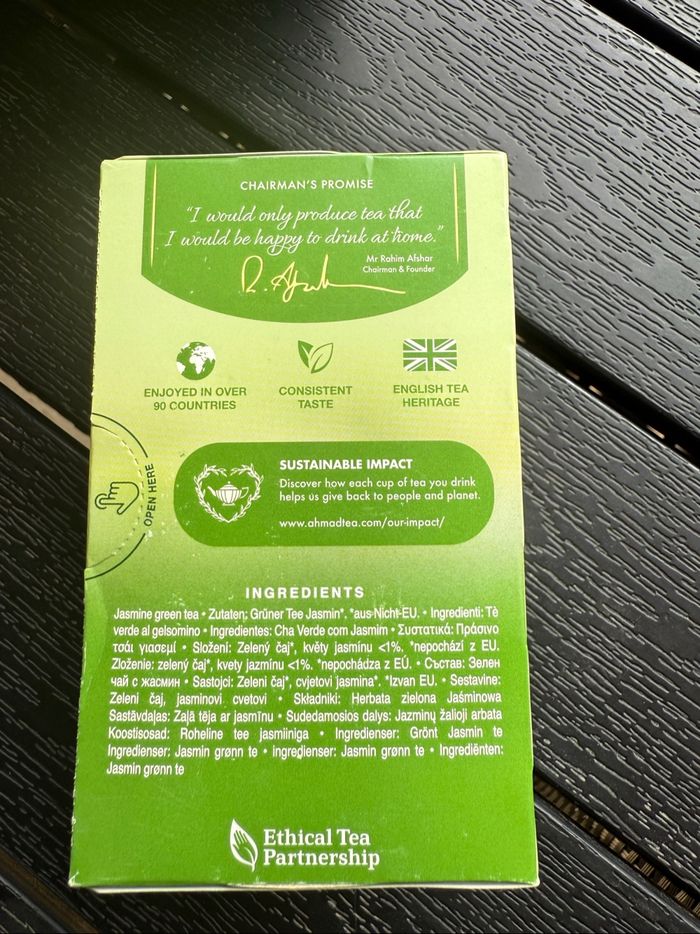 CHAIRMAN'S PROMISE
"I would only produce tea that
I would be happy to drink at home."
Mr Rahim Afshar
Chairman & Founder
R. Afshar
ENJOYED IN OVER
90 COUNTRIES
CONSISTENT
TASTE
ENGLISH TEA
HERITAGE
OPEN HERE
SUSTAINABLE IMPACT
Discover how each cup of tea you drink
helps us give back to people and planet.
www.ahmadtea.com/our-impact/
INGREDIENTS
Jasmine green tea • Zutaten: Grüner Tee Jasmin*. *aus Nicht-EU. • Ingredienti: Tè
verde al gelsomino • Ingredientes: Cha Verde com Jasmim • Συστατικά: Πράσινο
τσάι γιασεμί • Složení: Zelený čaj*, květy jasmínu <1%. *nepochází z EU.
Zloženie: zelený čaj*, kvety jazmínu <1%. *nepochádza z EÚ. • Състав: Зелен
чай с жасмин • Sastojci: Zeleni čaj*, cvjetovi jasmina*. *Izvan EU. • Sestavine:
Zeleni čaj, jasminovi cvetovi • Składniki: Herbata zielona Jaśminowa
Sastāvdaļas: Zaļā tēja ar jasmīnu • Sudedamosios dalys: Jazminų žalioji arbata
Koostisosad: Roheline tee jasmiiniga • Ingredienser: Grönt Jasmin te
Ingredienser: Jasmin grønn te • ingredienser: Jasmin grønn te • Ingrediënten:
Jasmin grønn te
Ethical Tea
Partnership